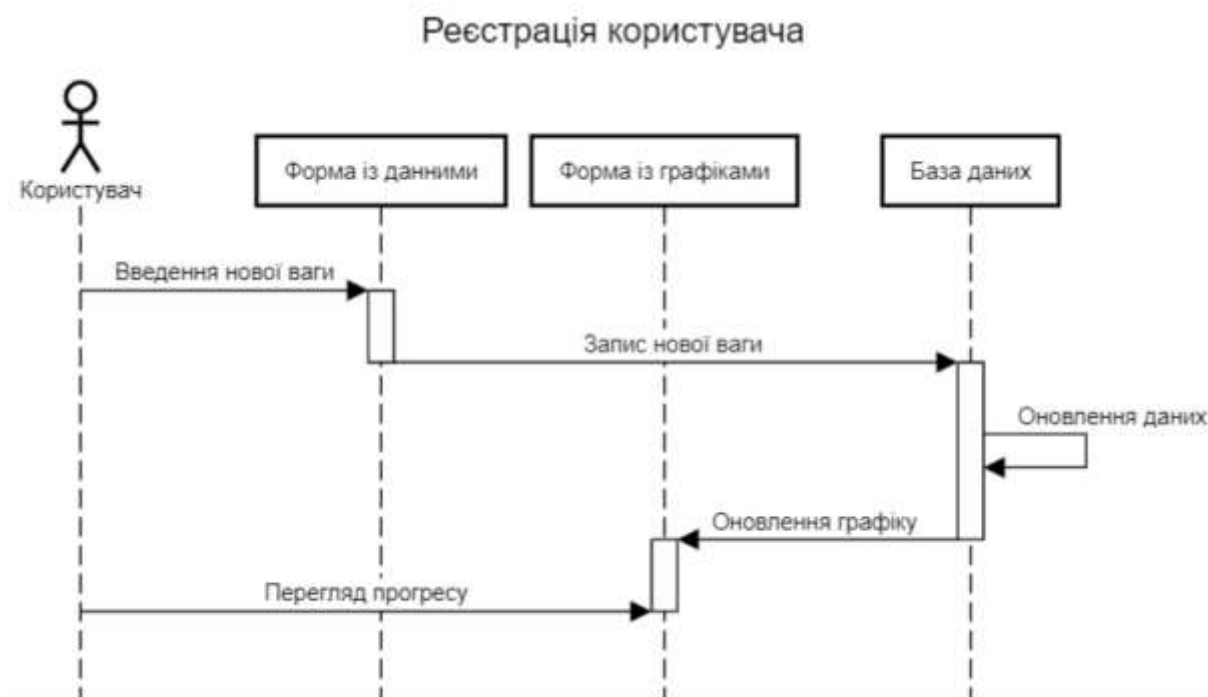 Реєстрація користувача
Користувач
Форма із данними
Форма із графіками
База даних
Введення нової ваги
Запис нової ваги
Оновлення даних
Оновлення графіку
Перегляд прогресу